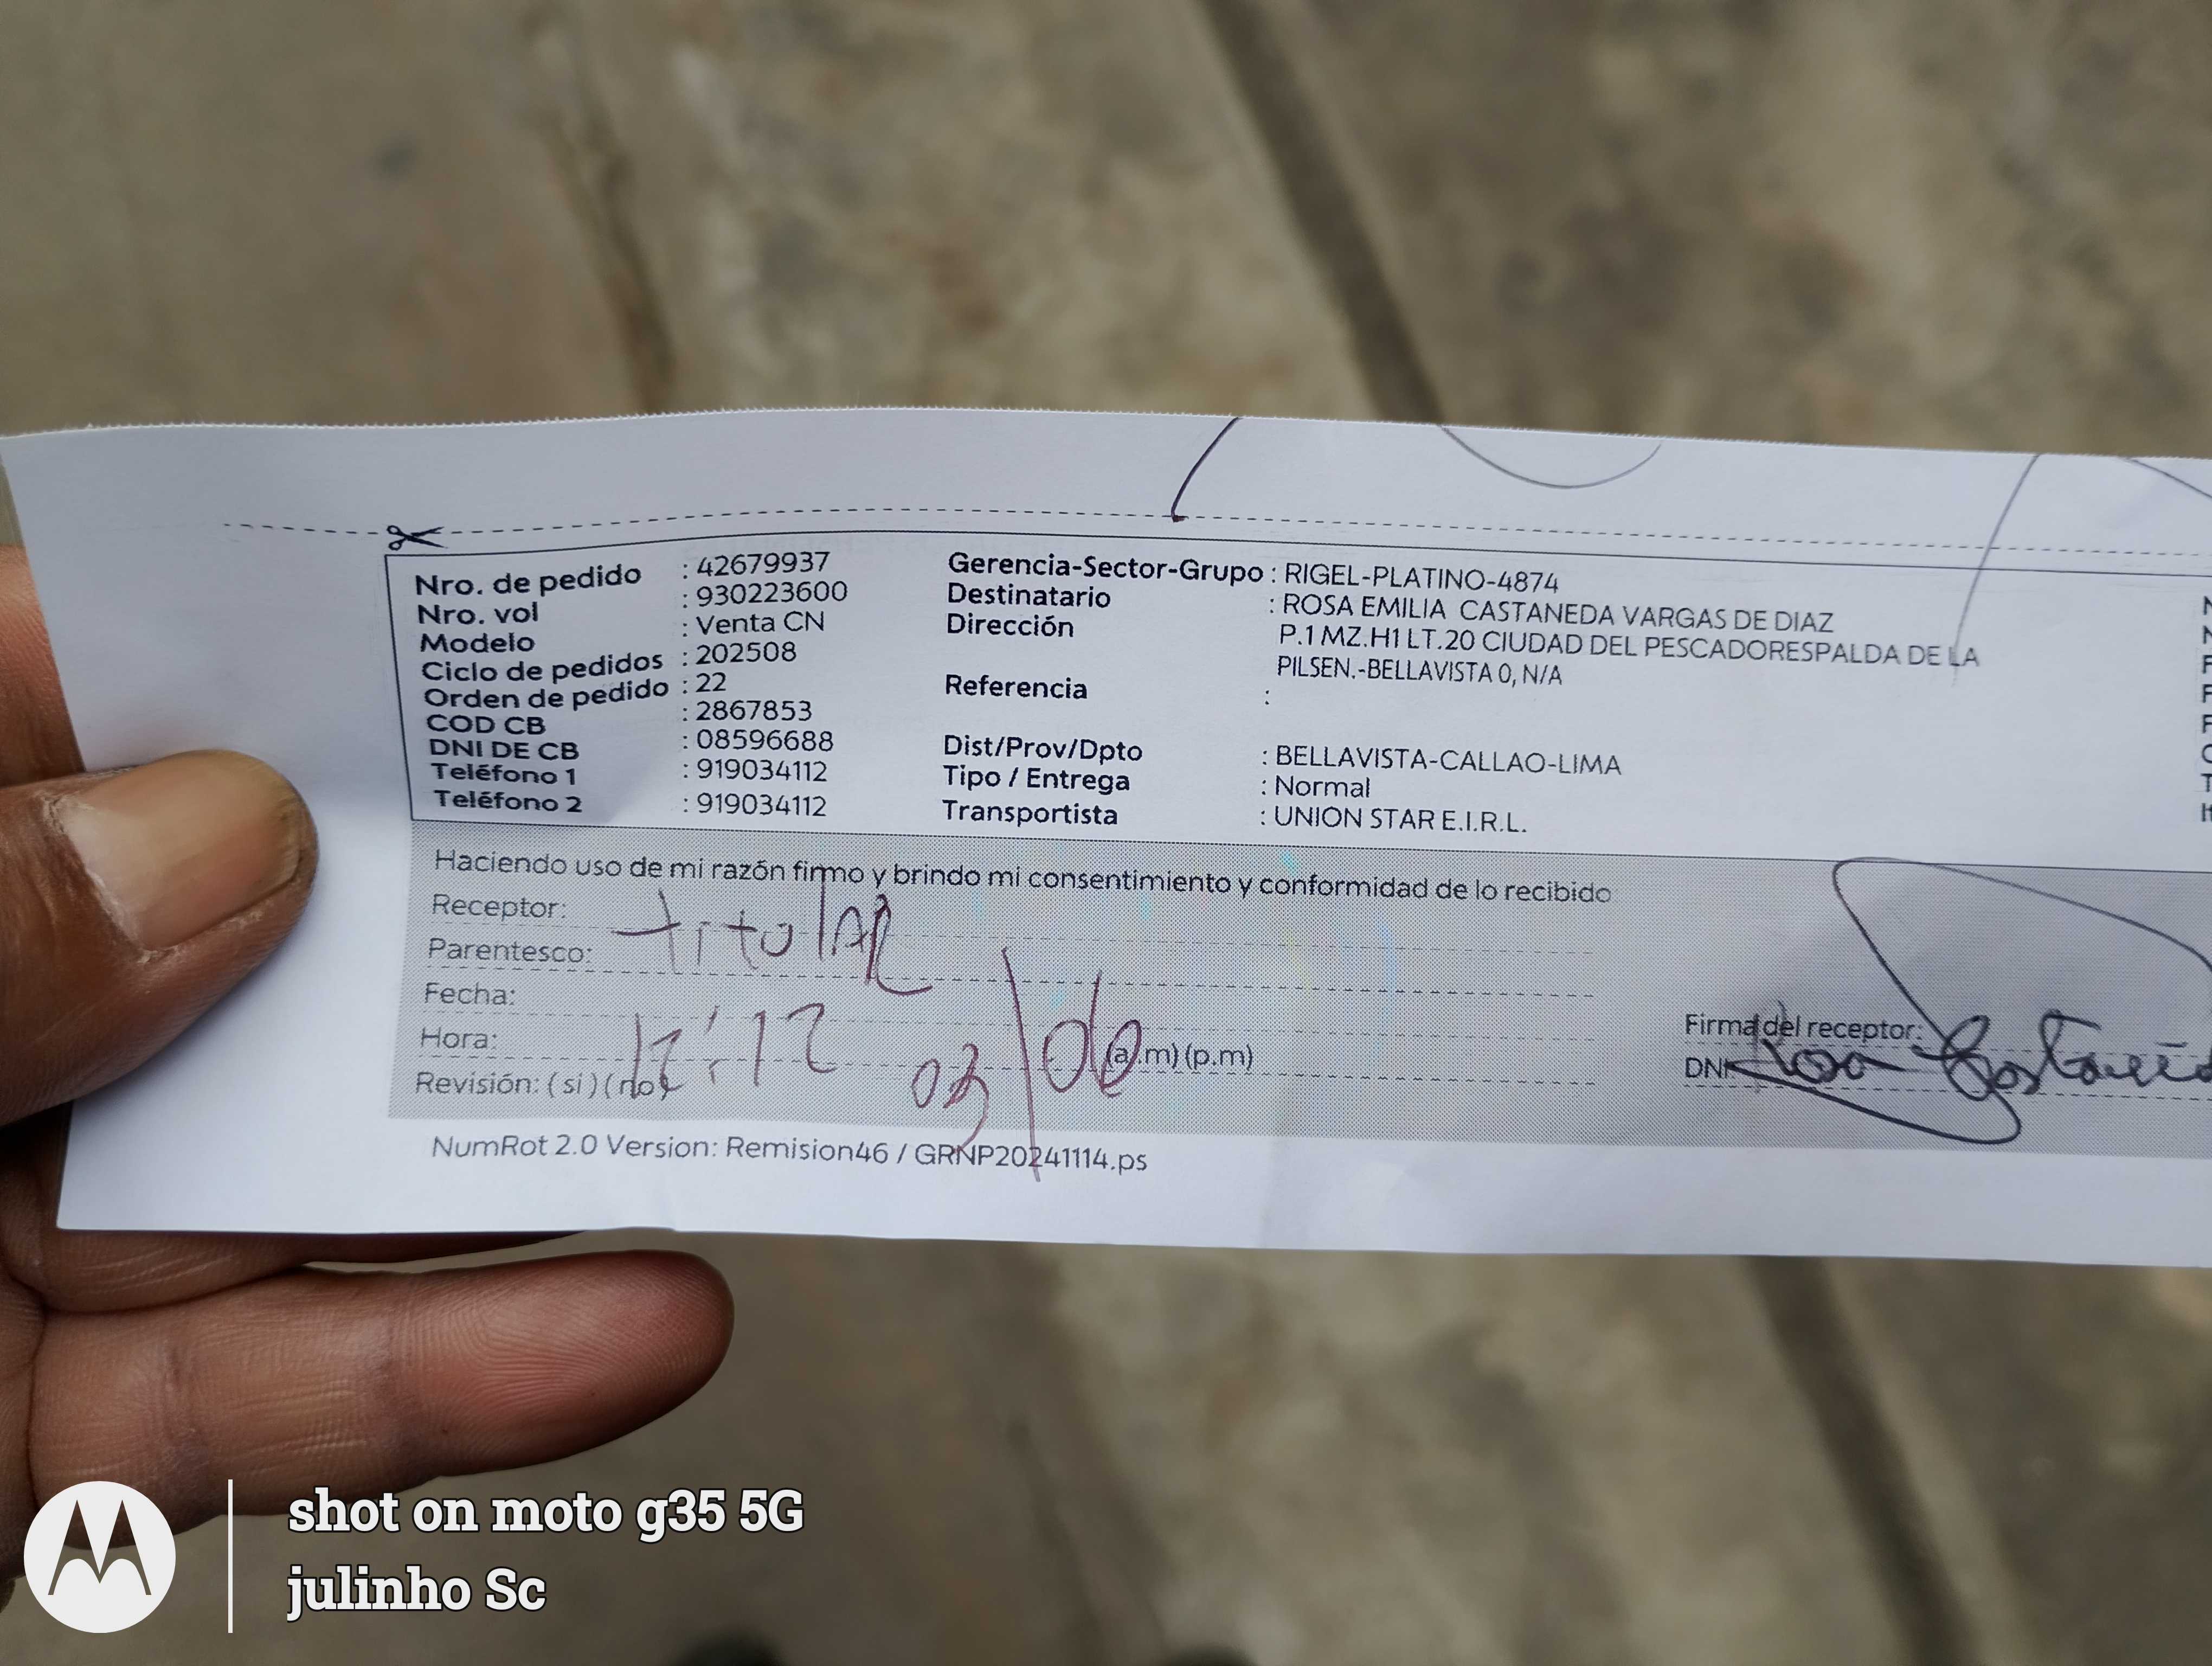 Nro. de pedido : 42679937
Nro. vol : 930223600
Modelo : Venta CN
Ciclo de pedidos : 202508
Orden de pedido : 22
COD CB : 2867853
DNI DE CB : 08596688
Teléfono 1 : 919034112
Teléfono 2 : 919034112
Gerencia-Sector-Grupo : RIGEL-PLATINO-4874
Destinatario : ROSA EMILIA CASTANEDA VARGAS DE DIAZ
Dirección P.1 MZ.H1 LT.20 CIUDAD DEL PESCADORESPALDA DE LA
PILSEN.-BELLAVISTA 0, N/A
Referencia :
Dist/Prov/Dpto : BELLAVISTA-CALLAO-LIMA
Tipo / Entrega : Normal
Transportista : UNION STAR E.I.R.L.
Haciendo uso de mi razón firmo y brindo mi consentimiento y conformidad de lo recibido
Receptor: titular
Parentesco:
Fecha:
Hora: 12:12 03/06 (a.m) (p.m)
Revisión: (si) (no)
Firma del receptor:
DNI Rosa
NumRot 2.0 Version: Remision46 / GRNP20241114.ps
shot on moto g35 5G
julinho Sc